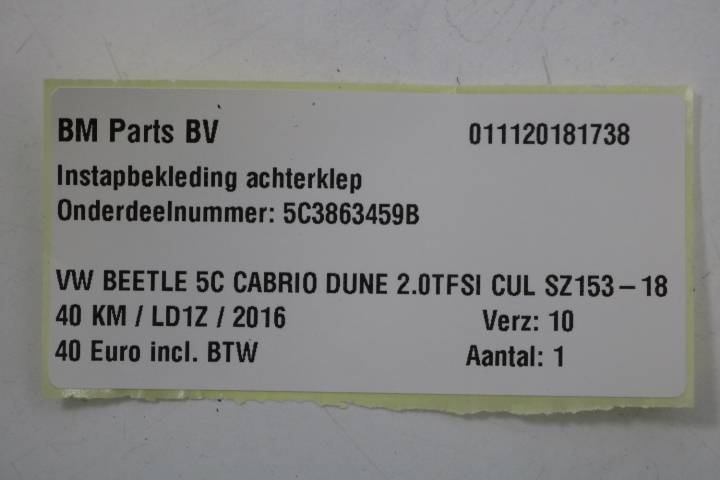 BM Parts BV 011120181738
Instapbekleding achterklep
Onderdeelnummer: 5C3863459B
VW BEETLE 5C CABRIO DUNE 2.0TFSI CUL SZ153-18
40 KM / LD1Z / 2016 Verz: 10
40 Euro incl. BTW Aantal: 1